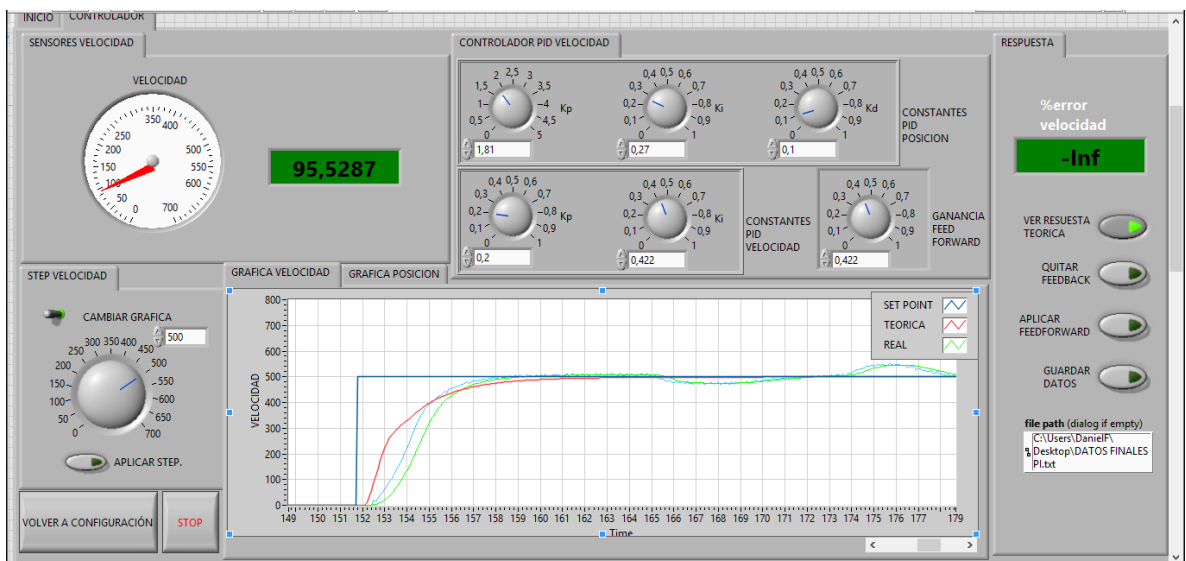 INICIO CONTROLADOR
SENSORES VELOCIDAD
VELOCIDAD
0 50 100 150 200 250 350 400 500 550 600 700
95,5287
CONTROLADOR PID VELOCIDAD
0 0,5 1 1,5 2 2,5 3 3,5 4 4,5 5
Kp
1,81
0 0,1 0,2 0,3 0,4 0,5 0,6 0,7 0,8 0,9 1
Ki
0,27
0 0,1 0,2 0,3 0,4 0,5 0,6 0,7 0,8 0,9 1
Kd
0,1
CONSTANTES
PID
POSICION
0 0,1 0,2 0,3 0,4 0,5 0,6 0,7 0,8 0,9 1
Kp
0,2
0 0,1 0,2 0,3 0,4 0,5 0,6 0,7 0,8 0,9 1
Ki
0,422
CONSTANTES
PID
VELOCIDAD
0 0,1 0,2 0,3 0,4 0,5 0,6 0,7 0,8 0,9 1
0,422
GANANCIA
FEED
FORWARD
RESPUESTA
%error
velocidad
-Inf
VER RESUESTA
TEORICA
QUITAR
FEEDBACK
APLICAR
FEEDFORWARD
GUARDAR
DATOS
file path (dialog if empty)
C:\Users\DanielF\
Desktop\DATOS FINALES
PI.txt
STEP VELOCIDAD
CAMBIAR GRAFICA
500
0 50 100 150 200 250 300 350 400 450 500 550 600 650 700
APLICAR STEP.
VOLVER A CONFIGURACIÓN
STOP
GRAFICA VELOCIDAD GRAFICA POSICION
SET POINT
TEORICA
REAL
VELOCIDAD
800
700
600
500
400
300
200
100
0
149 150 151 152 153 154 155 156 157 158 159 160 161 162 163 164 165 166 167 168 169 170 171 172 173 174 175 176 177 179
Time